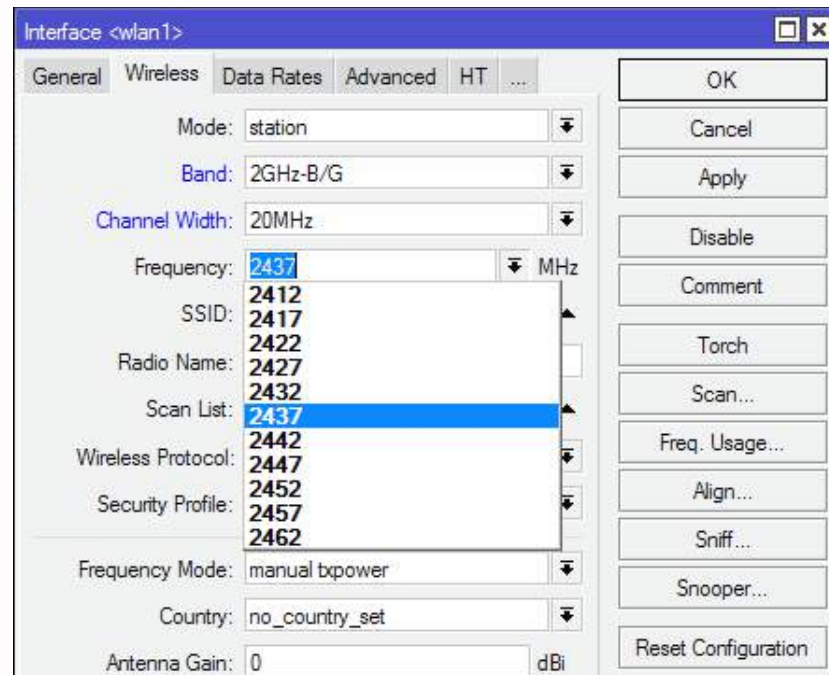 Interface <wlan1>
General Wireless Data Rates Advanced HT ...
Mode: station
Band: 2GHz-B/G
Channel Width: 20MHz
Frequency: 2437 MHz
2412
2417
2422
2427
2432
2437
2442
2447
2452
2457
2462
SSID:
Radio Name:
Scan List:
Wireless Protocol:
Security Profile:
Frequency Mode: manual txpower
Country: no_country_set
Antenna Gain: 0 dBi
OK
Cancel
Apply
Disable
Comment
Torch
Scan...
Freq. Usage...
Align...
Sniff...
Snooper...
Reset Configuration